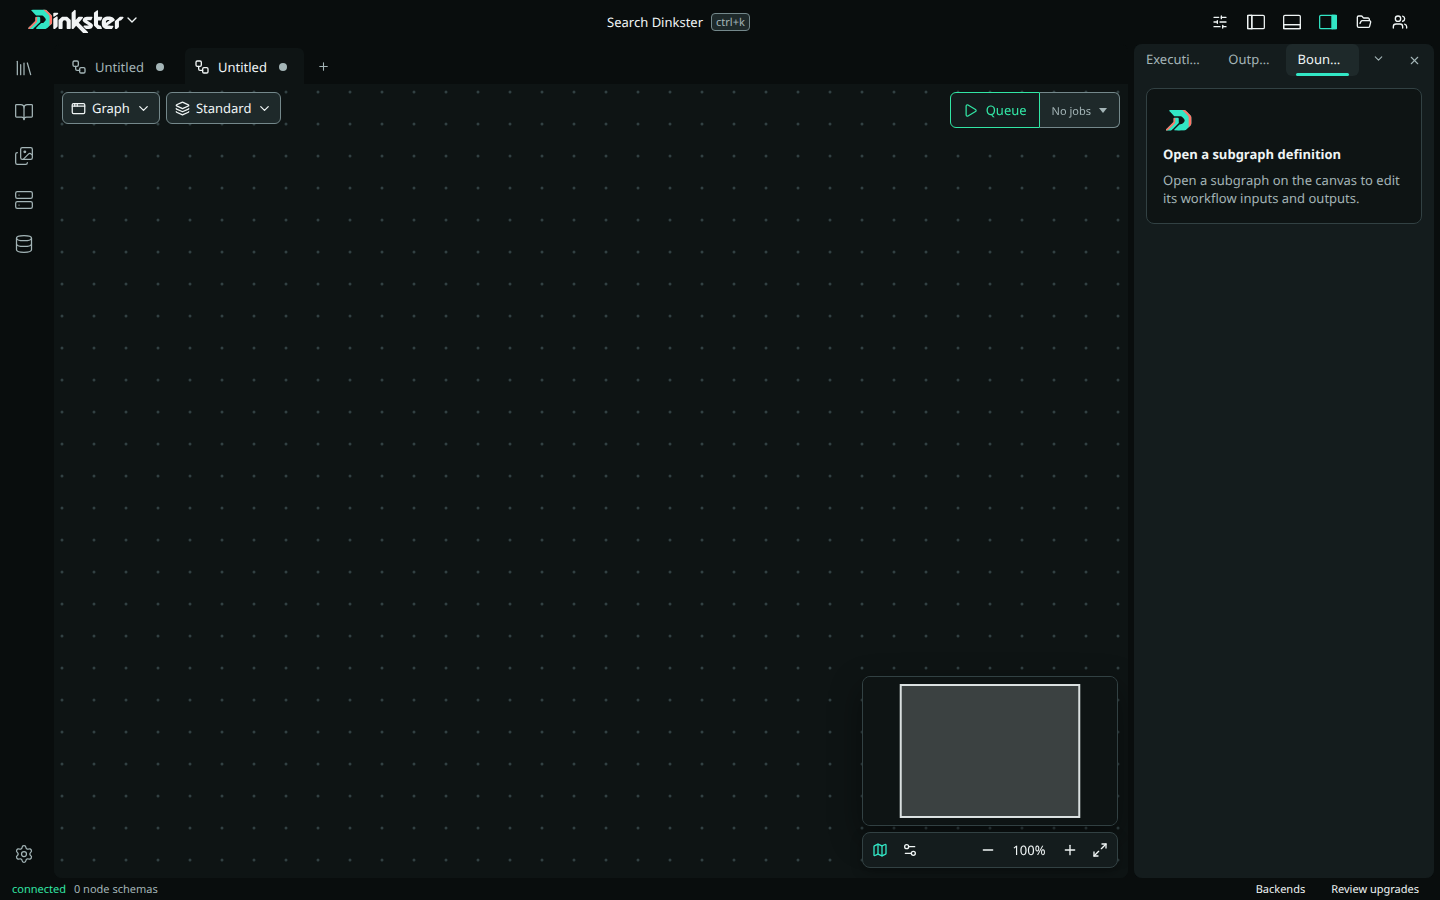 Dinkster
Search Dinkster ctrl+k
Untitled
Untitled
Executi...
Outp...
Boun...
Graph
Standard
Queue
No jobs
Open a subgraph definition
Open a subgraph on the canvas to edit
its workflow inputs and outputs.
100%
connected
0 node schemas
Backends
Review upgrades